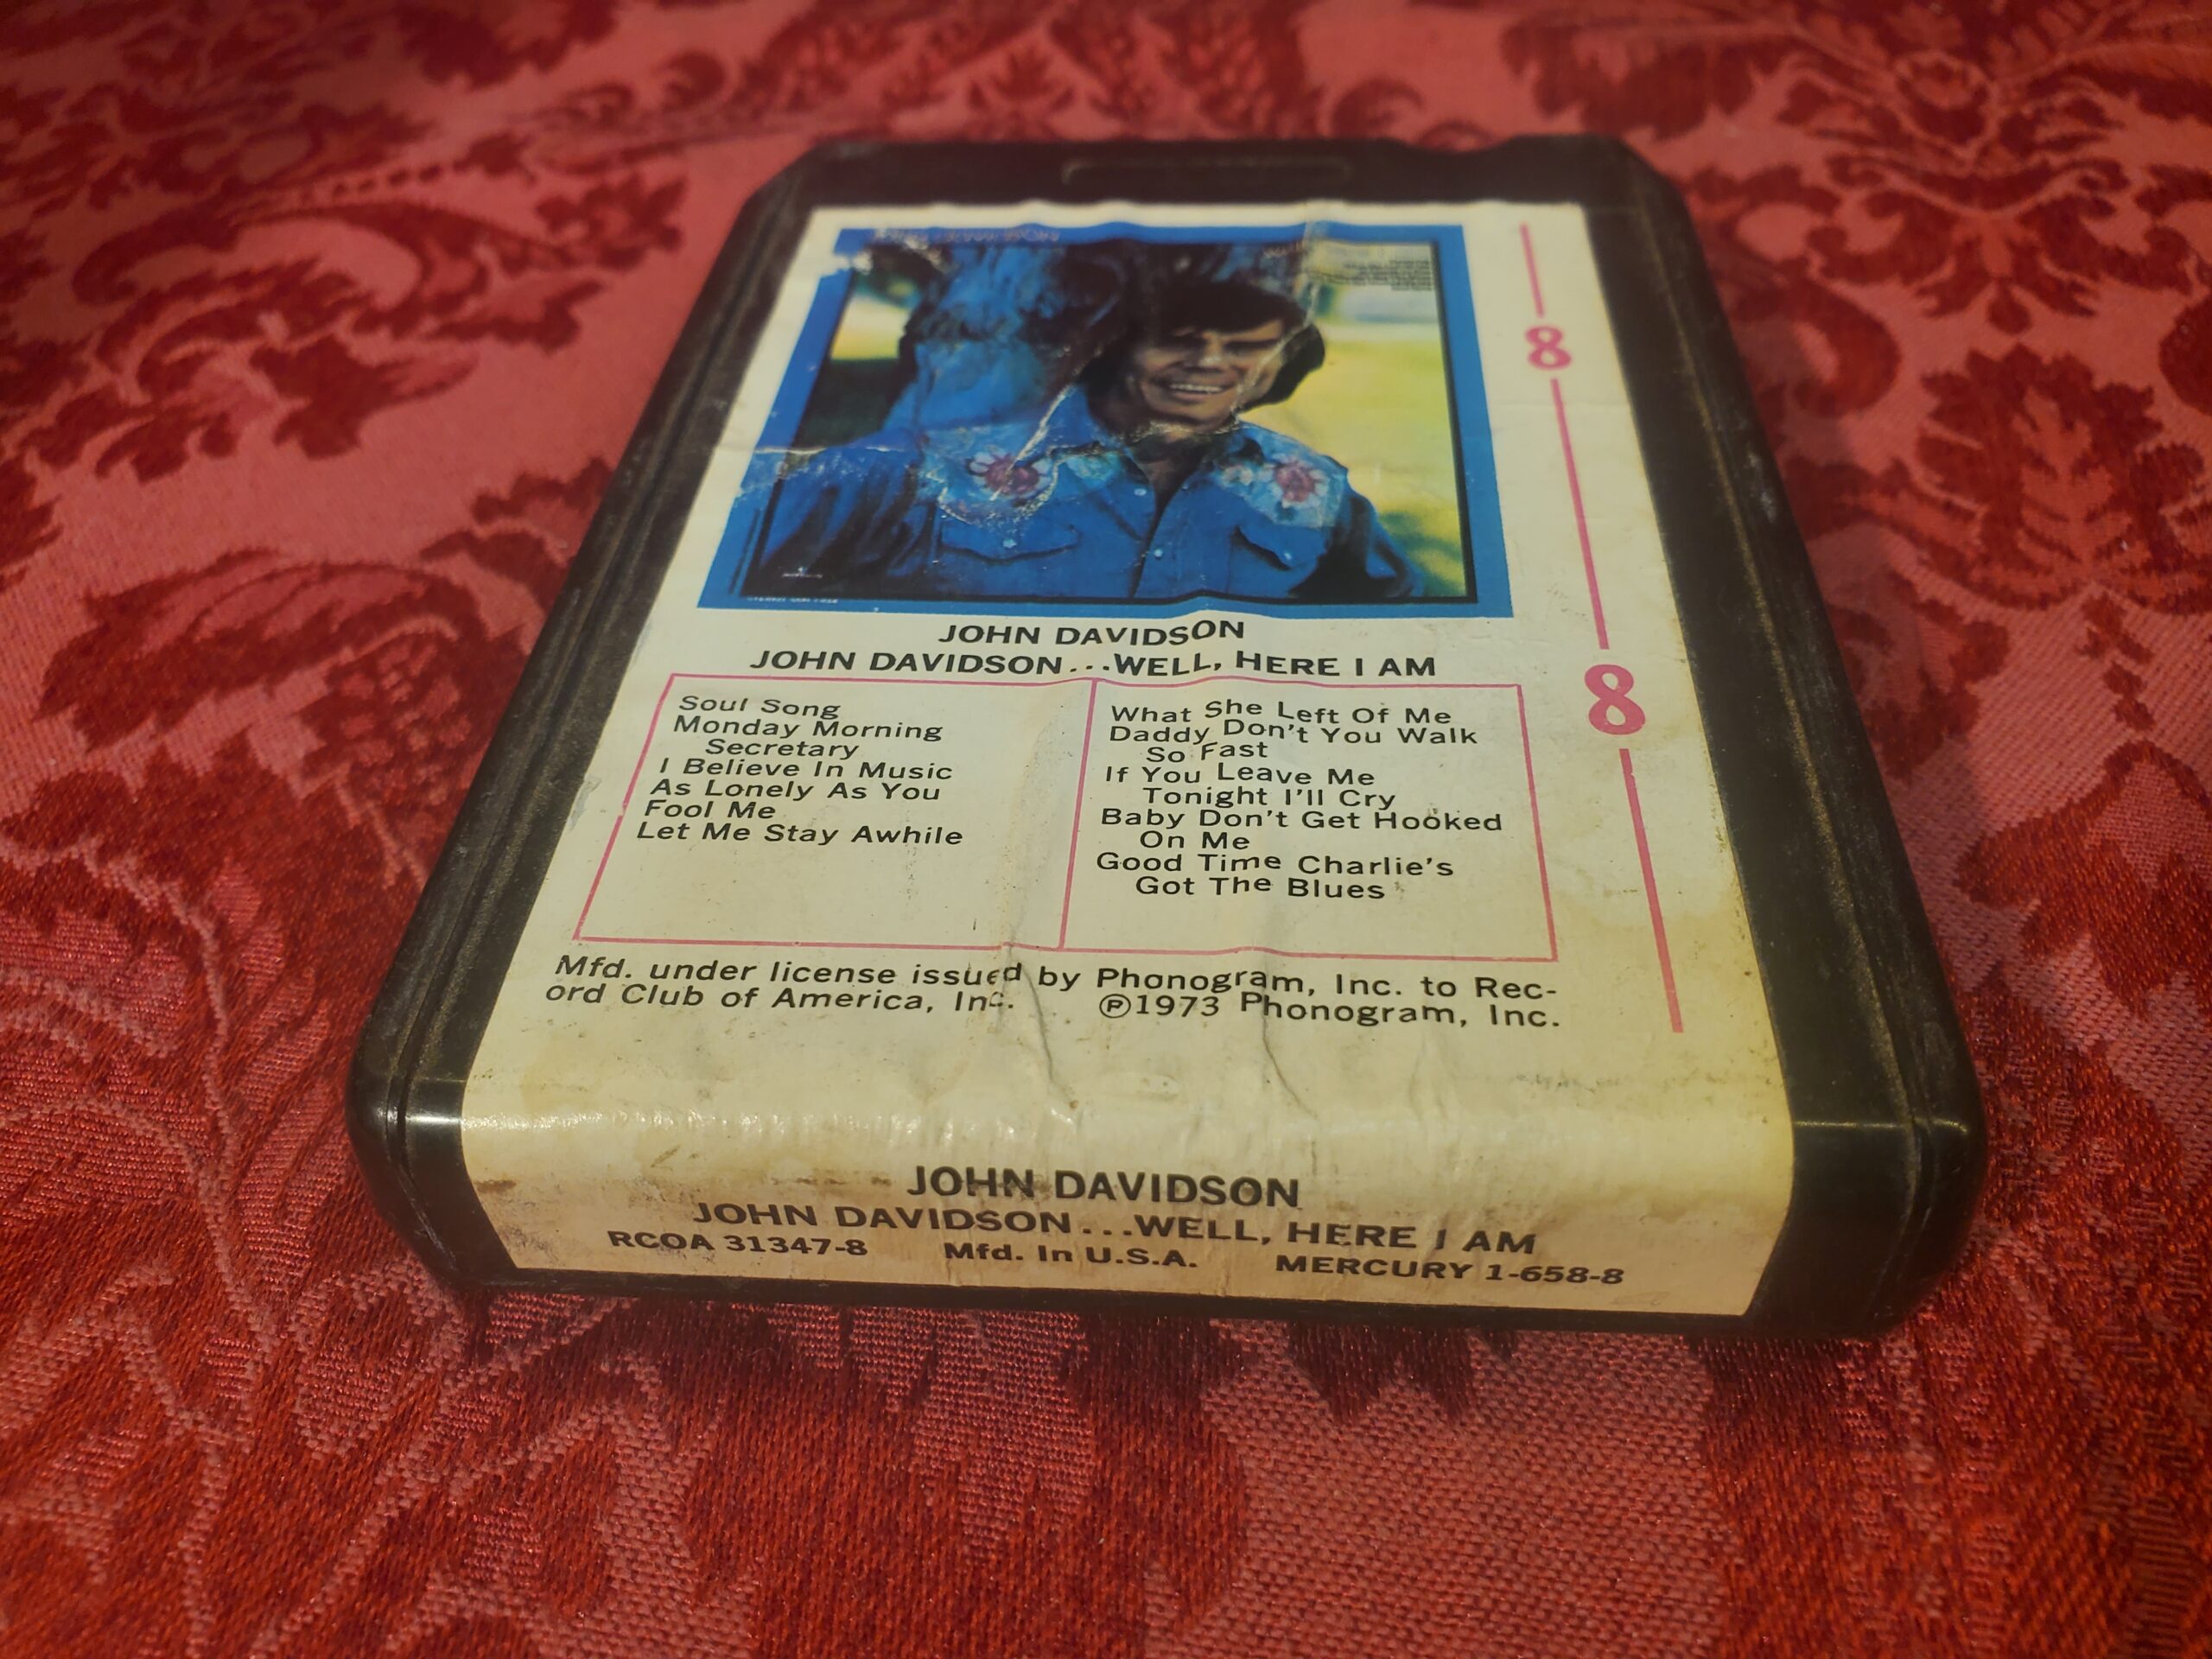 8
8
JOHN DAVIDSON
JOHN DAVIDSON...WELL, HERE I AM
Soul Song
Monday Morning
Secretary
I Believe In Music
As Lonely As You
Fool Me
Let Me Stay Awhile
What She Left Of Me
Daddy Don't You Walk
So Fast
If You Leave Me
Tonight I'll Cry
Baby Don't Get Hooked
On Me
Good Time Charlie's
Got The Blues
Mfd. under license issued by Phonogram, Inc. to Rec-
ord Club of America, Inc. ℗1973 Phonogram, Inc.
JOHN DAVIDSON
JOHN DAVIDSON...WELL, HERE I AM
RCOA 31347-8 Mfd. In U.S.A. MERCURY 1-658-8